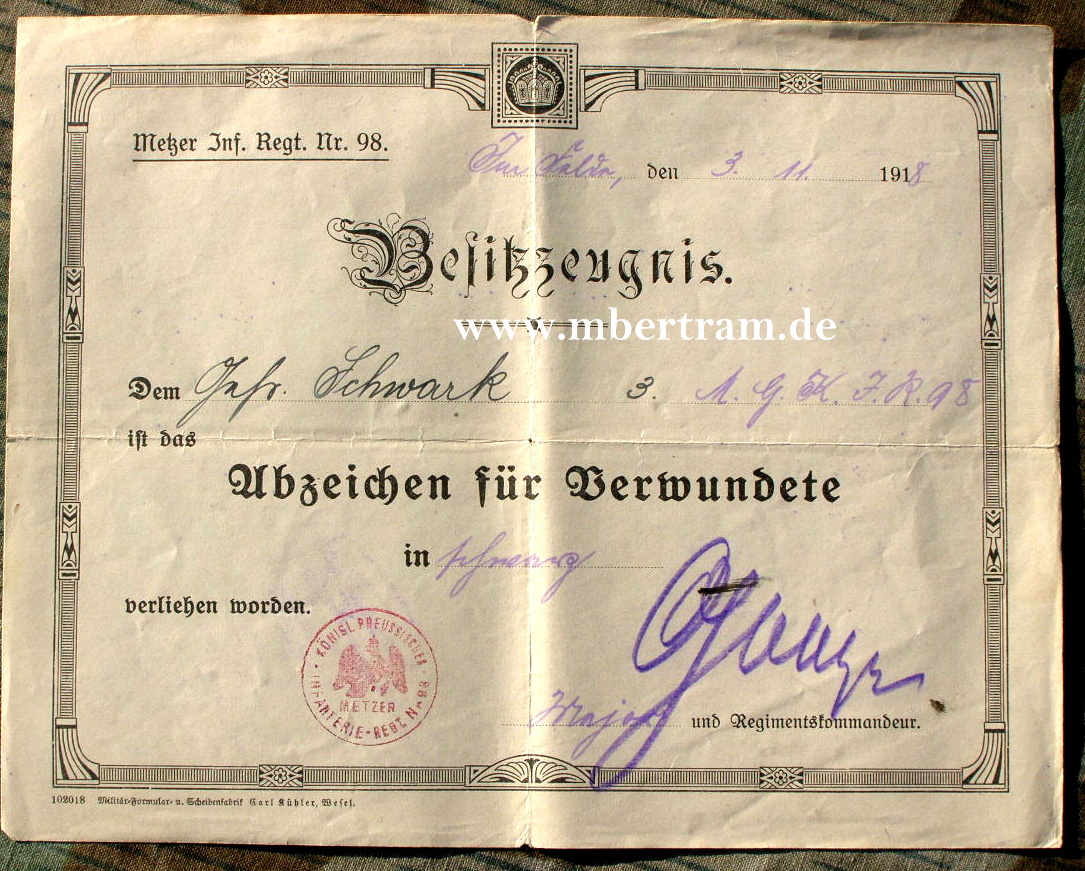 Metzer Inf. Regt. Nr. 98.
Im Felde, den 3. 11. 1918
Besitzzeugnis.
www.mbertram.de
Dem Gefr. Schwark 3. M. G. K. I. R. 98
ist das
Abzeichen für Verwundete
in schwarz
verliehen worden.
KÖNIGL. PREUSSISCHES
METZER
INFANTERIE-REGT. No 98
Major und Regimentskommandeur.
102018 Militär-Formular- u. Scheibenfabrik Carl Kühler, Wesel.